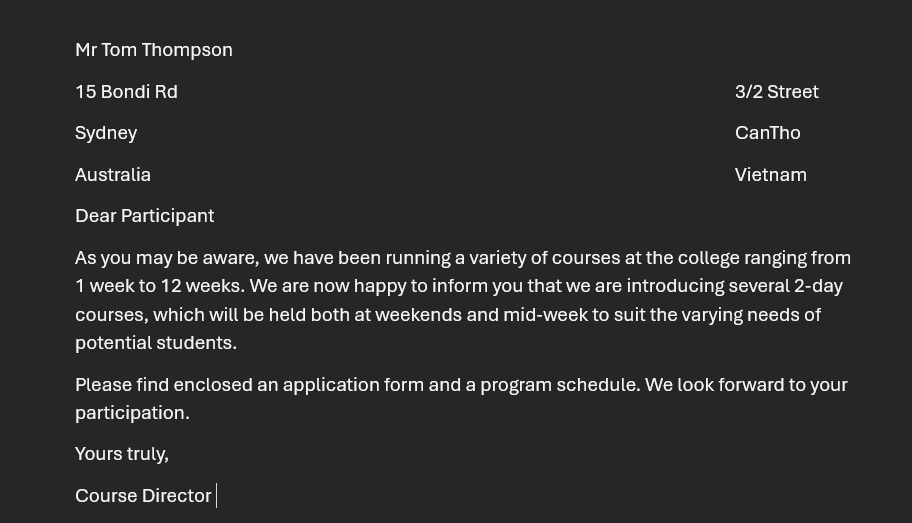 Mr Tom Thompson
15 Bondi Rd 3/2 Street
Sydney CanTho
Australia Vietnam
Dear Participant
As you may be aware, we have been running a variety of courses at the college ranging from
1 week to 12 weeks. We are now happy to inform you that we are introducing several 2-day
courses, which will be held both at weekends and mid-week to suit the varying needs of
potential students.
Please find enclosed an application form and a program schedule. We look forward to your
participation.
Yours truly,
Course Director